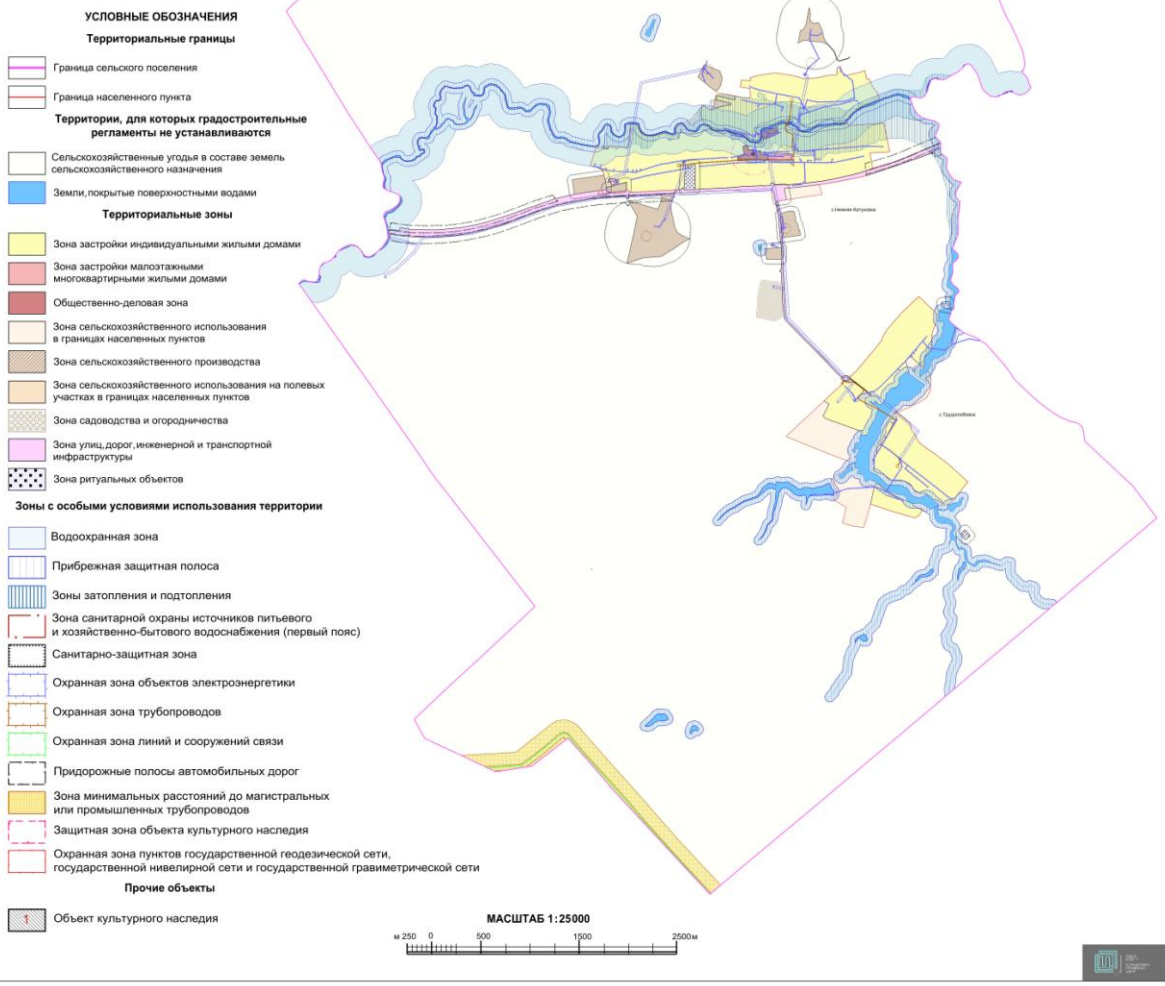 УСЛОВНЫЕ ОБОЗНАЧЕНИЯ
Территориальные границы
Граница сельского поселения
Граница населенного пункта
Территории, для которых градостроительные
регламенты не устанавливаются
Сельскохозяйственные угодья в составе земель
сельскохозяйственного назначения
Земли,покрытые поверхностными водами
Территориальные зоны
Зона застройки индивидуальными жилыми домами
Зона застройки малоэтажными
многоквартирными жилыми домами
Общественно-деловая зона
Зона сельскохозяйственного использования
в границах населенных пунктов
Зона сельскохозяйственного производства
Зона сельскохозяйственного использования на полевых
участках в границах населенных пунктов
Зона садоводства и огородничества
Зона улиц,дорог,инженерной и транспортной
инфраструктуры
Зона ритуальных объектов
Зоны с особыми условиями использования территории
Водоохранная зона
Прибрежная защитная полоса
Зоны затопления и подтопления
Зона санитарной охраны источников питьевого
и хозяйственно-бытового водоснабжения (первый пояс)
Санитарно-защитная зона
Охранная зона объектов электроэнергетики
Охранная зона трубопроводов
Охранная зона линий и сооружений связи
Придорожные полосы автомобильных дорог
Зона минимальных расстояний до магистральных
или промышленных трубопроводов
Защитная зона объекта культурного наследия
Охранная зона пунктов государственной геодезической сети,
государственной нивелирной сети и государственной гравиметрической сети
Прочие объекты
1 Объект культурного наследия
с.Нижняя Катуховка
п.Трудолюбовка
МАСШТАБ 1:25000
м 250 0 500 1500 2500м